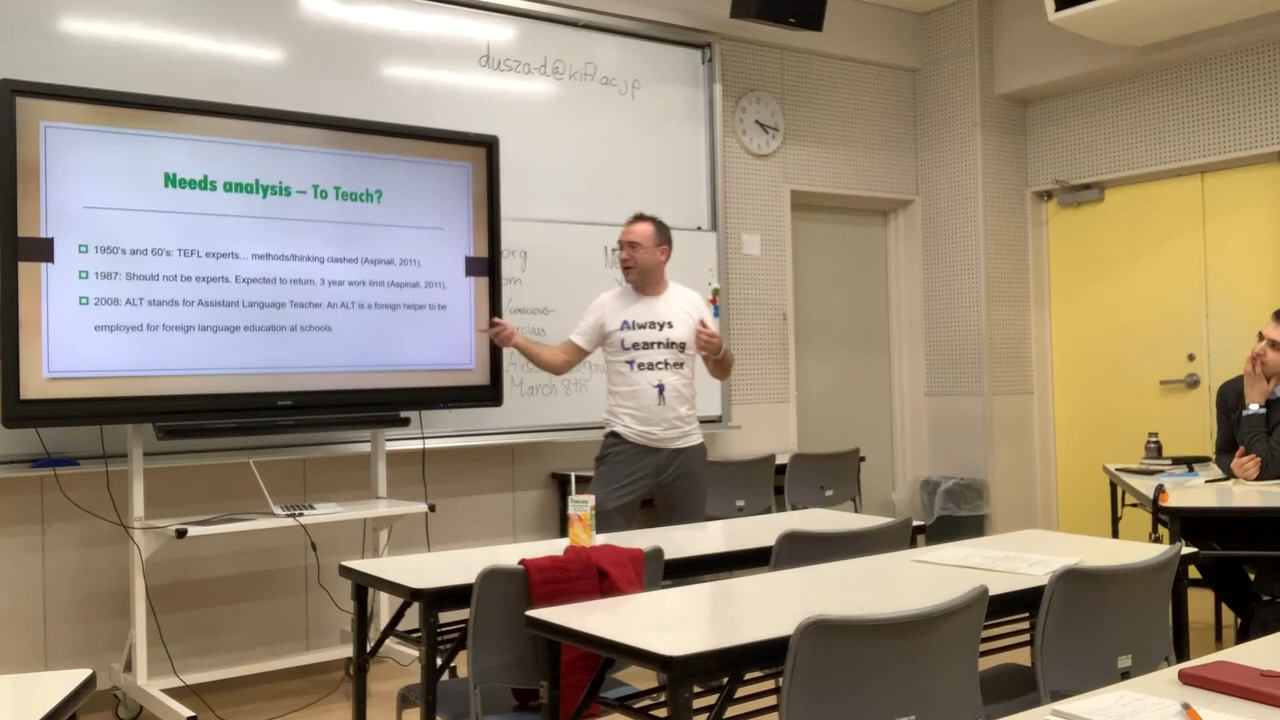 dusza-d@kifl.ac.jp
Needs analysis – To Teach?
1950's and 60's: TEFL experts... methods/thinking clashed (Aspinall, 2011).
1987: Should not be experts. Expected to return. 3 year work limit (Aspinall, 2011).
2008: ALT stands for Assistant Language Teacher. An ALT is a foreign helper to be
employed for foreign language education at schools.
org
om
/conscious-
rclass
March 8th
Always
Learning
Teacher
100%